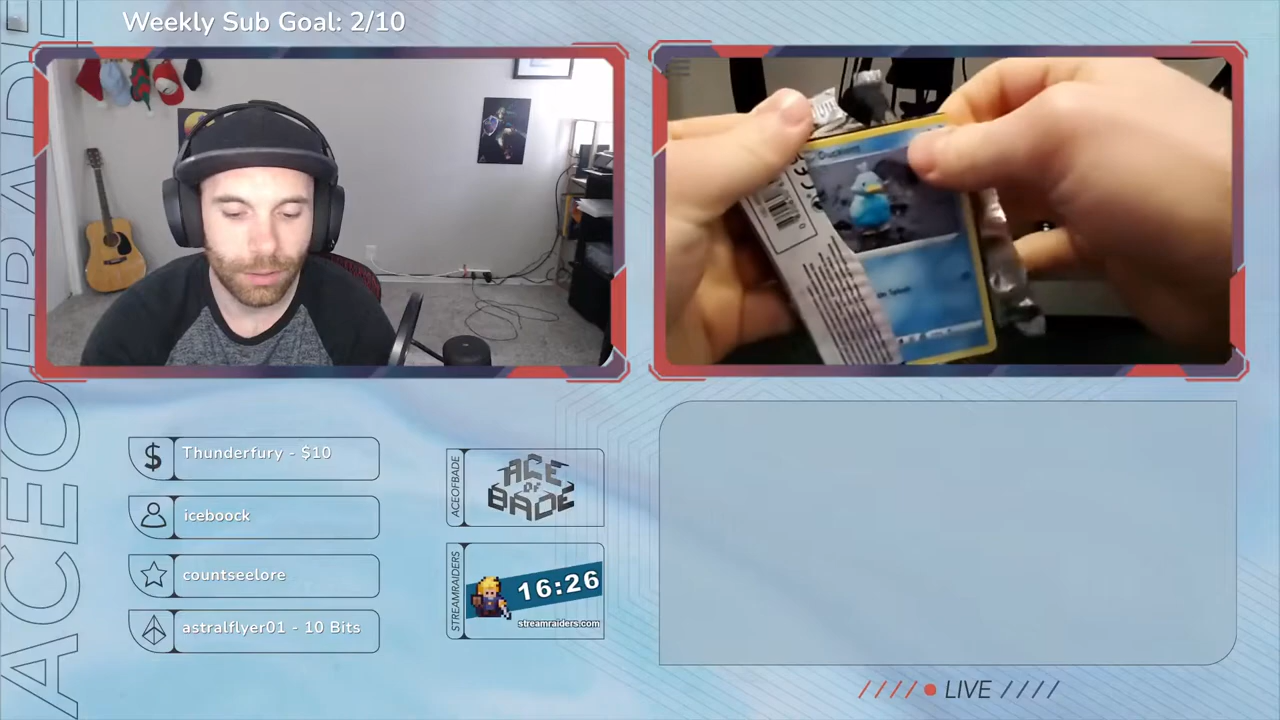 Weekly Sub Goal: 2/10
ACEOFBADE
Ducklett
Thunderfury - $10
iceboock
countseelore
astralflyer01 - 10 Bits
ACEOFBADE
ACE
OF
BADE
STREAMRAIDERS
16:26
streamraiders.com
LIVE